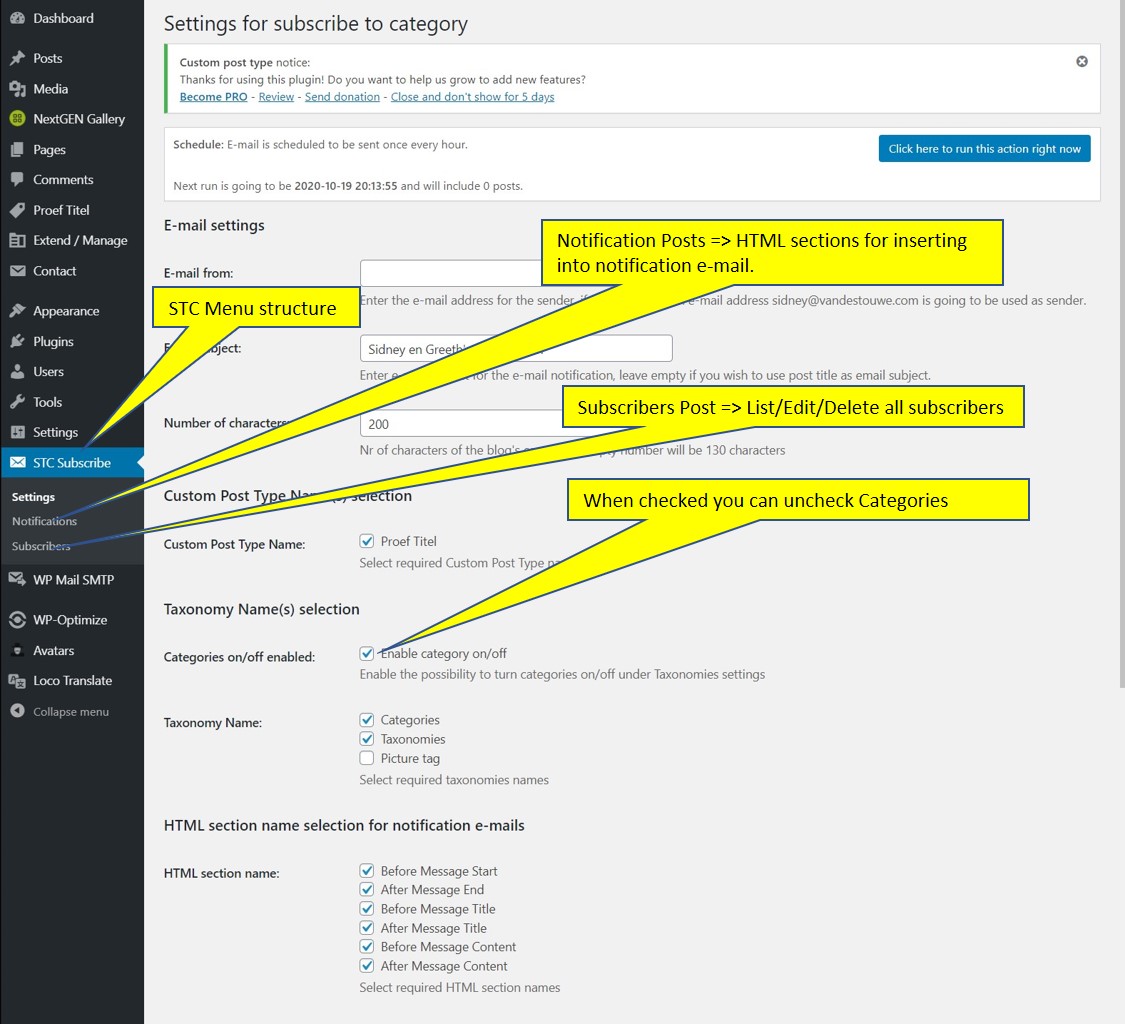 Dashboard
Posts
Media
NextGEN Gallery
Pages
Comments
Proef Titel
Extend / Manage
Contact
Appearance
Plugins
Users
Tools
Settings
STC Subscribe
Settings
Notifications
Subscribers
WP Mail SMTP
WP-Optimize
Avatars
Loco Translate
Collapse menu
Settings for subscribe to category
Custom post type notice:
Thanks for using this plugin! Do you want to help us grow to add new features?
Become PRO - Review - Send donation - Close and don't show for 5 days
Schedule: E-mail is scheduled to be sent once every hour.
Click here to run this action right now
Next run is going to be 2020-10-19 20:13:55 and will include 0 posts.
E-mail settings
Notification Posts => HTML sections for inserting
into notification e-mail.
E-mail from:
Enter the e-mail address for the sender, e-mail address sidney@vandestouwe.com is going to be used as sender.
STC Menu structure
Sidney en
Enter for the e-mail notification, leave empty if you wish to use post title as email subject.
Subscribers Post => List/Edit/Delete all subscribers
Number of characters
200
Nr of characters of the blog's number will be 130 characters
When checked you can uncheck Categories
Custom Post Type Name(s) selection
Custom Post Type Name:
Proef Titel
Select required Custom Post Type
Taxonomy Name(s) selection
Categories on/off enabled:
Enable category on/off
Enable the possibility to turn categories on/off under Taxonomies settings
Taxonomy Name:
Categories
Taxonomies
Picture tag
Select required taxonomies names
HTML section name selection for notification e-mails
HTML section name:
Before Message Start
After Message End
Before Message Title
After Message Title
Before Message Content
After Message Content
Select required HTML section names